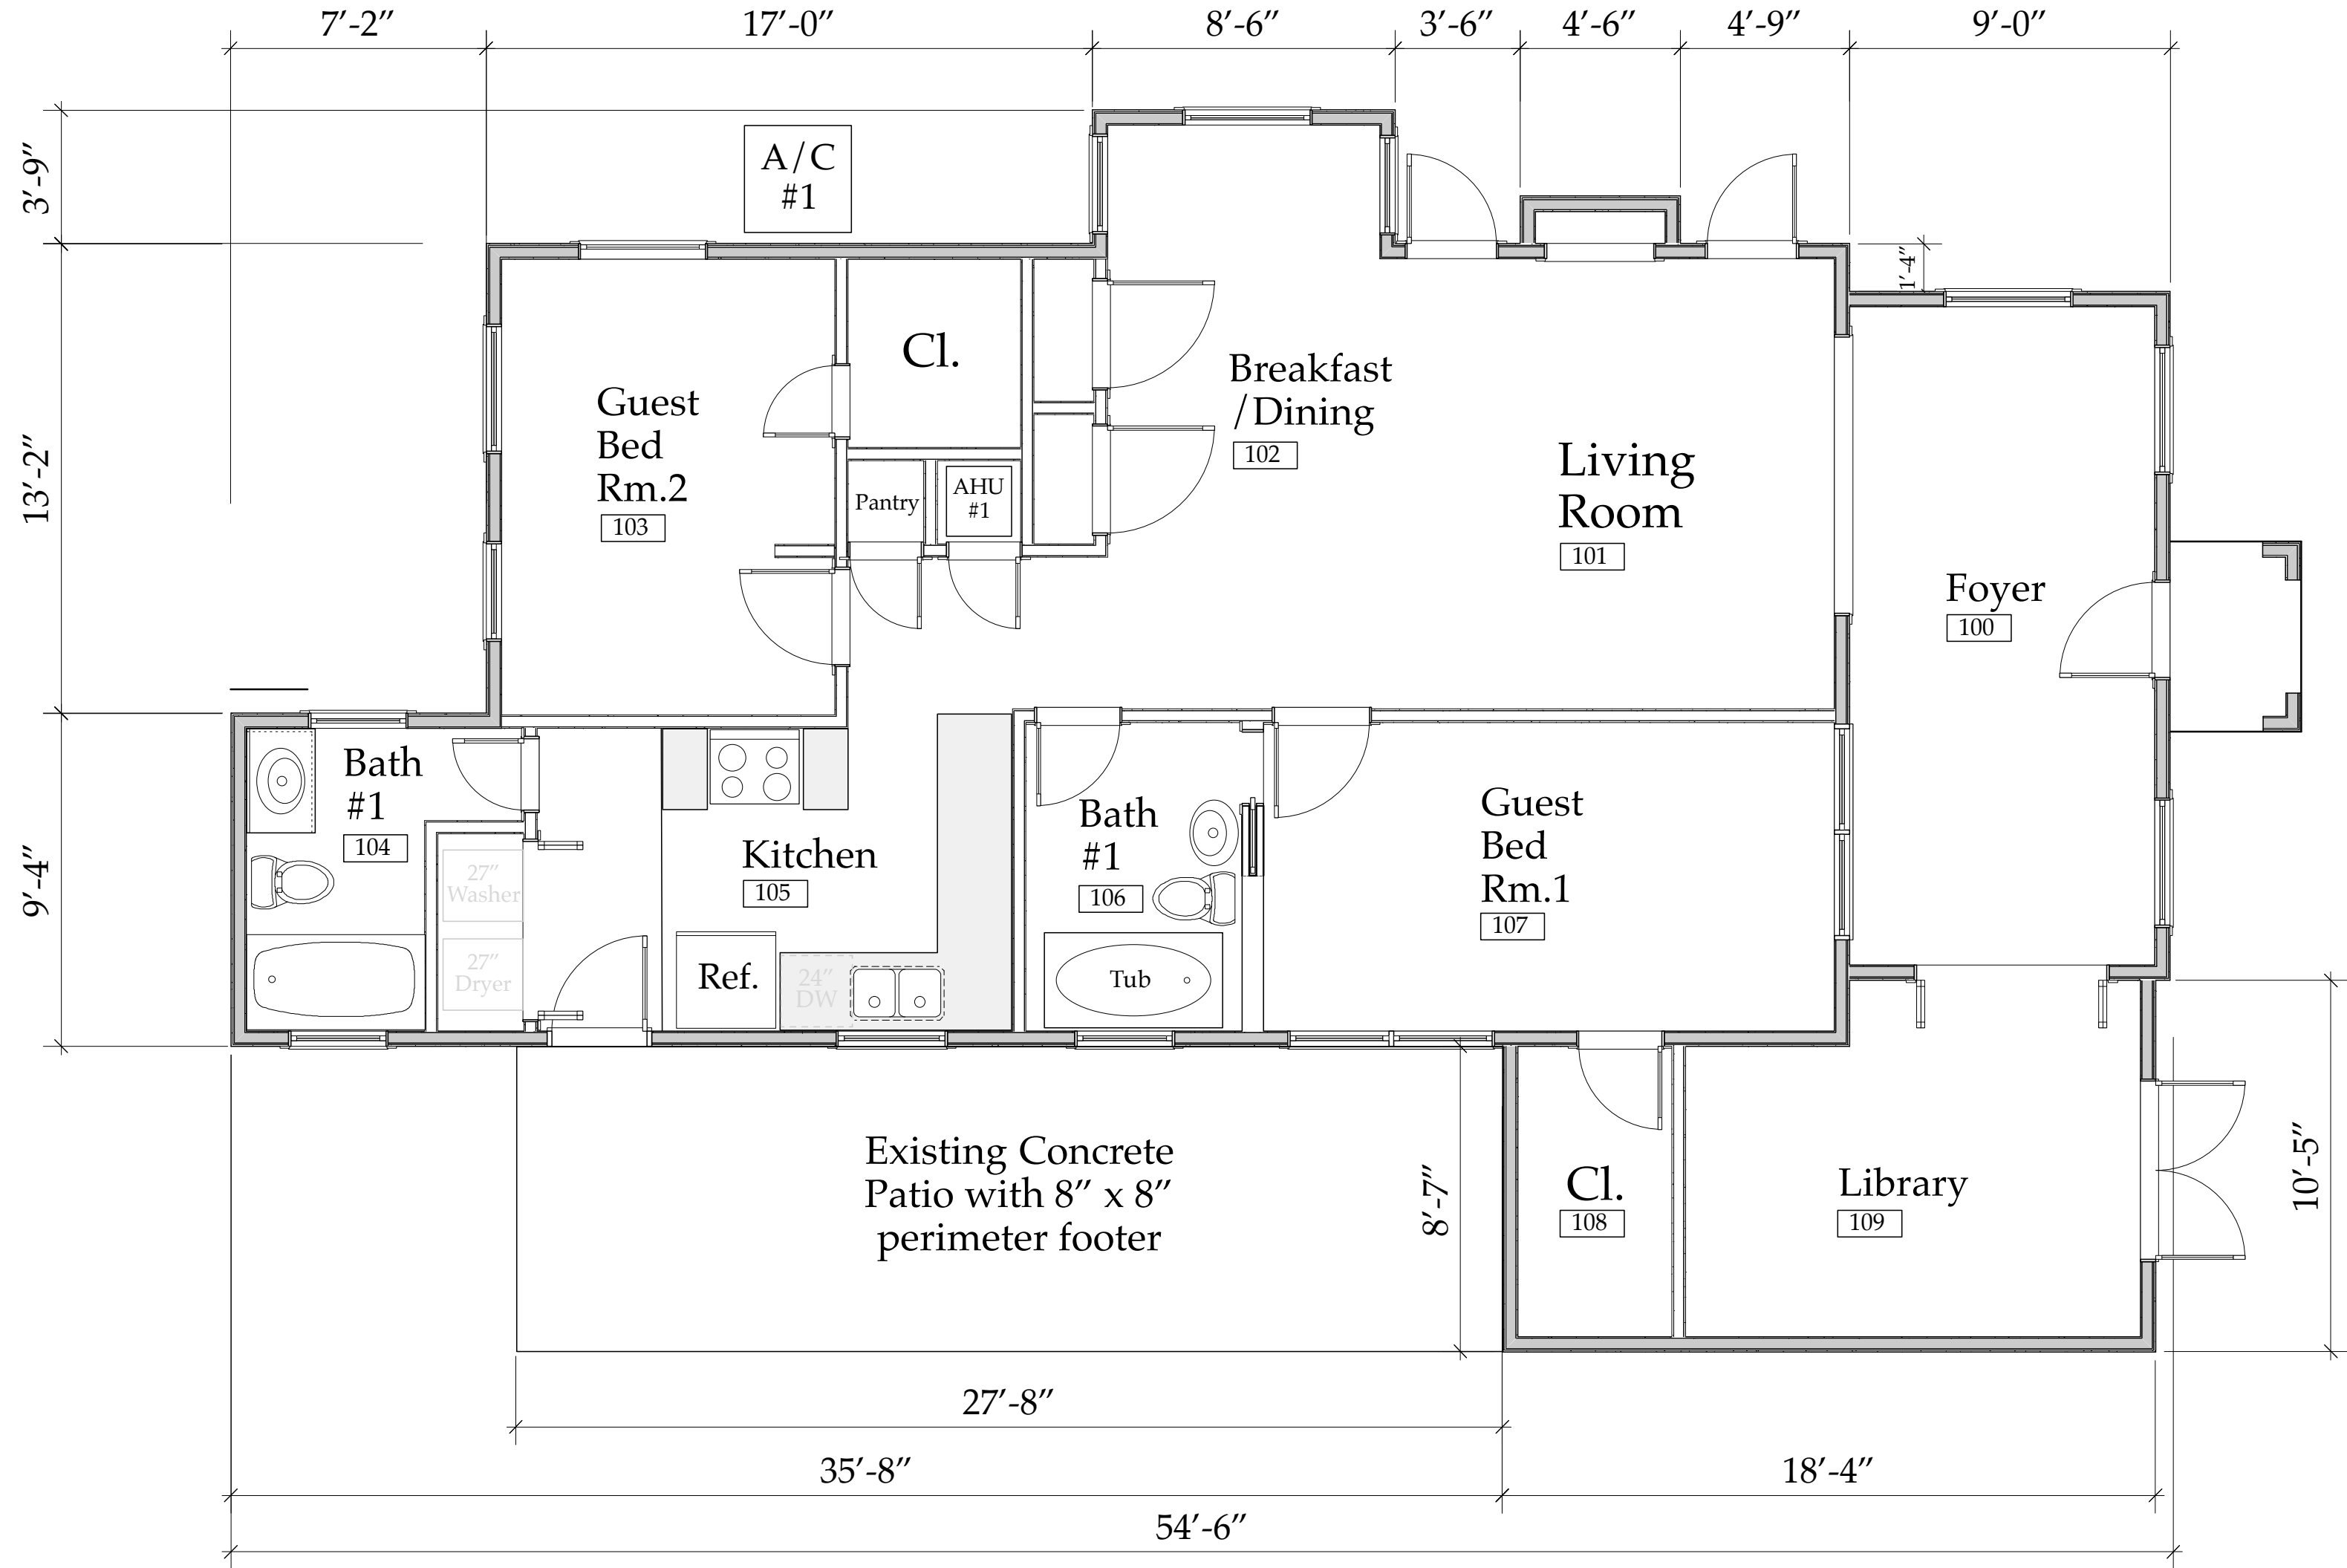 7′-2″ 17′-0″ 8′-6″ 3′-6″ 4′-6″ 4′-9″ 9′-0″
3′-9″
A/C
#1
1′-4″
13′-2″
Guest
Bed
Rm.2
103
Cl.
Pantry
AHU
#1
Breakfast
/Dining
102
Living
Room
101
Foyer
100
9′-4″
Bath
#1
104
27″
Washer
27″
Dryer
Kitchen
105
Ref.
24″
DW
Bath
#1
106
Tub
Guest
Bed
Rm.1
107
Existing Concrete
Patio with 8″ x 8″
perimeter footer
8′-7″
Cl.
108
Library
109
10′-5″
27′-8″
35′-8″ 18′-4″
54′-6″